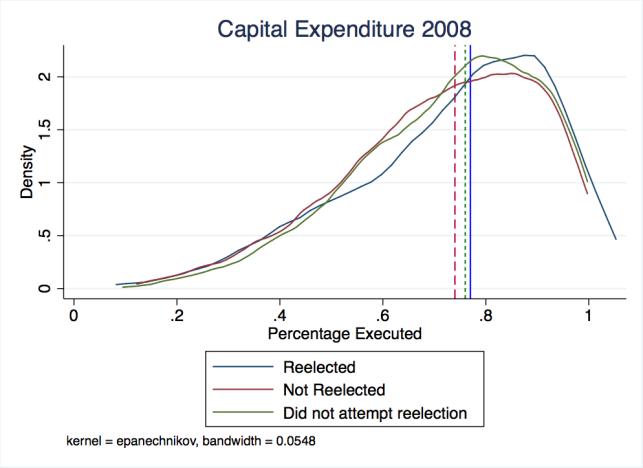 Capital Expenditure 2008
Density
2
1.5
1
.5
0
0 .2 .4 .6 .8 1
Percentage Executed
Reelected
Not Reelected
Did not attempt reelection
kernel = epanechnikov, bandwidth = 0.0548